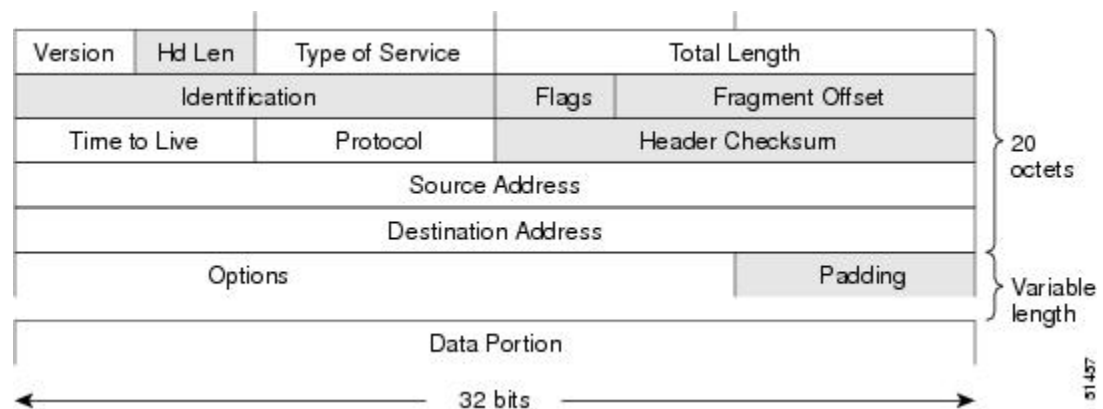 Version Hd Len Type of Service Total Length
Identification Flags Fragment Offset
Time to Live Protocol Header Checksum
20
octets
Source Address
Destination Address
Options Padding
Variable
length
Data Portion
32 bits
51457